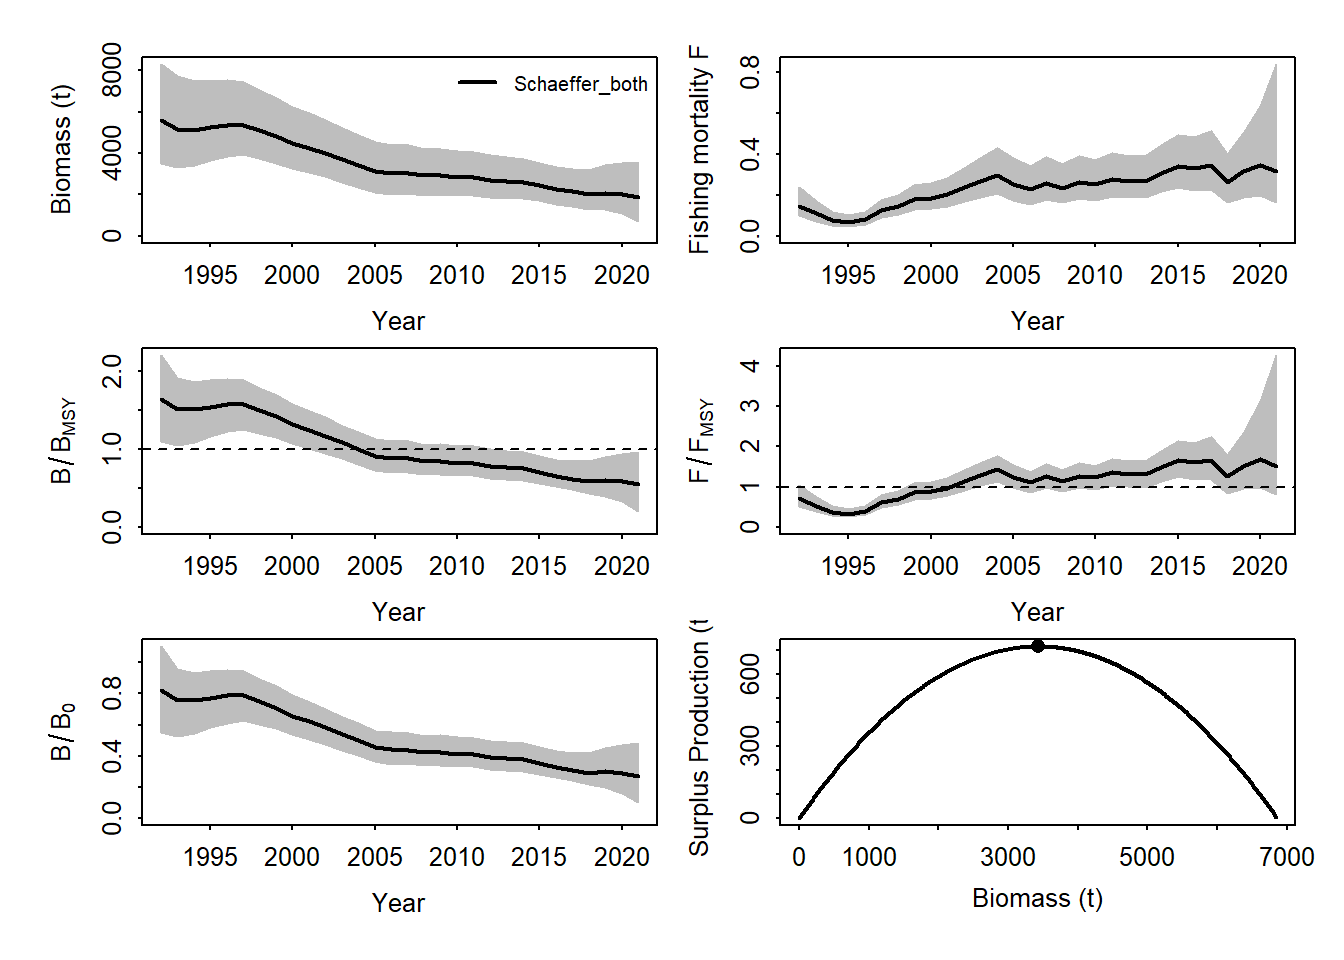 Biomass (t)
8000
4000
0
Schaeffer_both
1995 2000 2005 2010 2015 2020
Year
Fishing mortality F
0.8
0.4
0.0
1995 2000 2005 2010 2015 2020
Year
B/ BMSY
2.0
1.0
0.0
1995 2000 2005 2010 2015 2020
Year
F / FMSY
4
3
2
1
0
1995 2000 2005 2010 2015 2020
Year
B/ B0
0.8
0.4
0.0
1995 2000 2005 2010 2015 2020
Year
Surplus Production (t
600
300
0
0 1000 3000 5000 7000
Biomass (t)